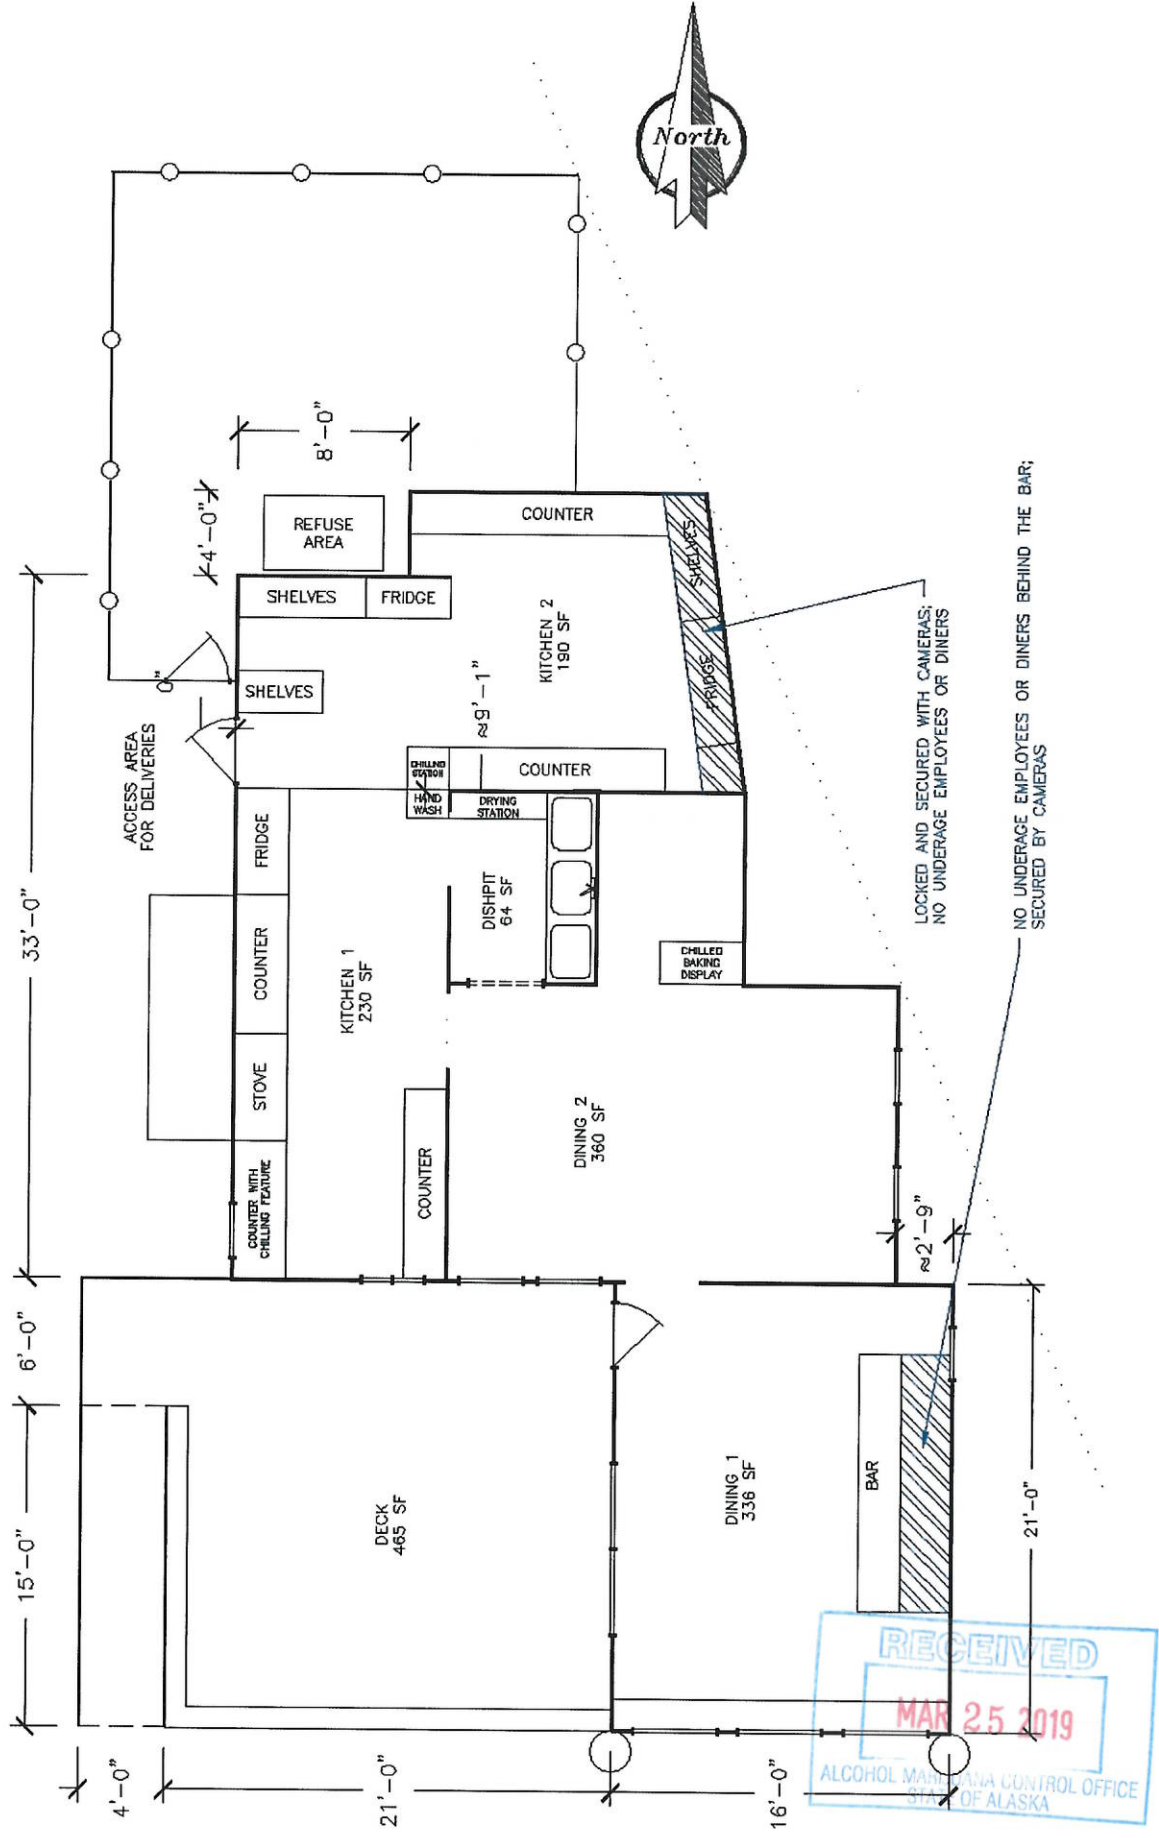 33'-0"
6'-0"
15'-0"
4'-0"
21'-0"
16'-0"
4'-0"
8'-0"
ACCESS AREA
FOR DELIVERIES
0"
REFUSE
AREA
SHELVES
FRIDGE
SHELVES
COUNTER
North
FRIDGE
COUNTER
STOVE
COUNTER WITH
CHILLING FEATURE
KITCHEN 1
230 SF
COUNTER
CHILLING
STATION
HAND
WASH
DRYING
STATION
≈9'-1"
COUNTER
KITCHEN 2
190 SF
SHELVES
FRIDGE
DISHPIT
64 SF
CHILLED
BAKING
DISPLAY
DINING 2
360 SF
≈2'-9"
DECK
465 SF
DINING 1
336 SF
BAR
21'-0"
LOCKED AND SECURED WITH CAMERAS;
NO UNDERAGE EMPLOYEES OR DINERS
NO UNDERAGE EMPLOYEES OR DINERS BEHIND THE BAR;
SECURED BY CAMERAS
RECEIVED
MAR 25 2019
ALCOHOL MARIJUANA CONTROL OFFICE
STATE OF ALASKA